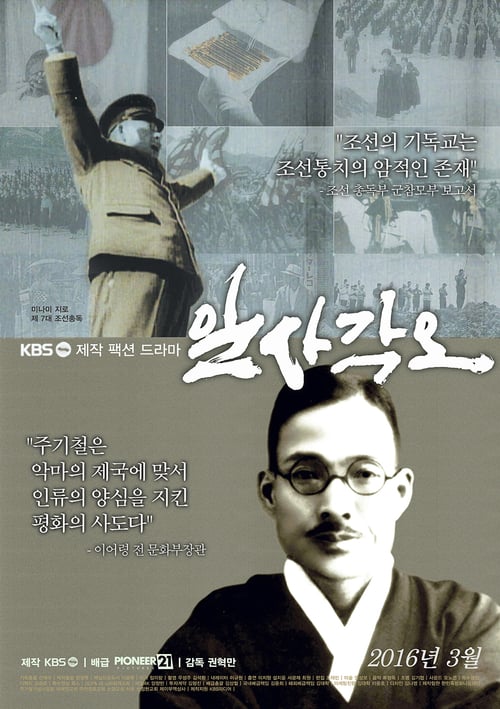 "조선의 기독교는
조선통치의 암적인 존재"
- 조선 총독부 군참모부 보고서
미나미 지로
제 7대 조선총독
KBS 제작 팩션 드라마
일사각오
"주기철은
악마의 제국에 맞서
인류의 양심을 지킨
평화의 사도다"
- 이어령 전 문화부장관
제작 KBS | 배급 PIONEER 21 PICTURES | 감독 권혁만
2016년 3월